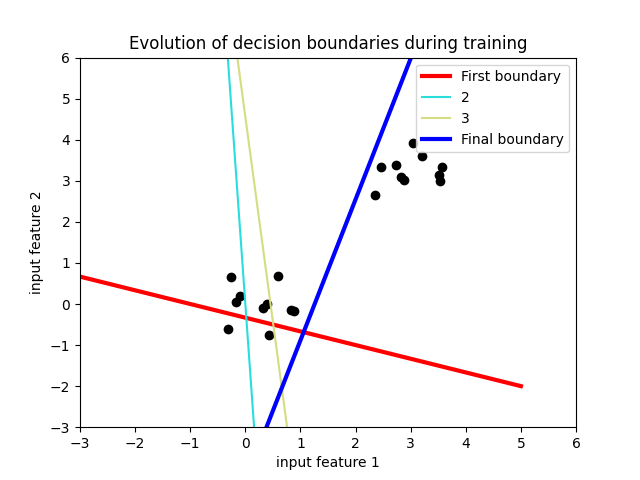 Evolution of decision boundaries during training
First boundary
2
3
Final boundary
6
5
4
3
2
1
0
−1
−2
−3
input feature 2
−3 −2 −1 0 1 2 3 4 5 6
input feature 1